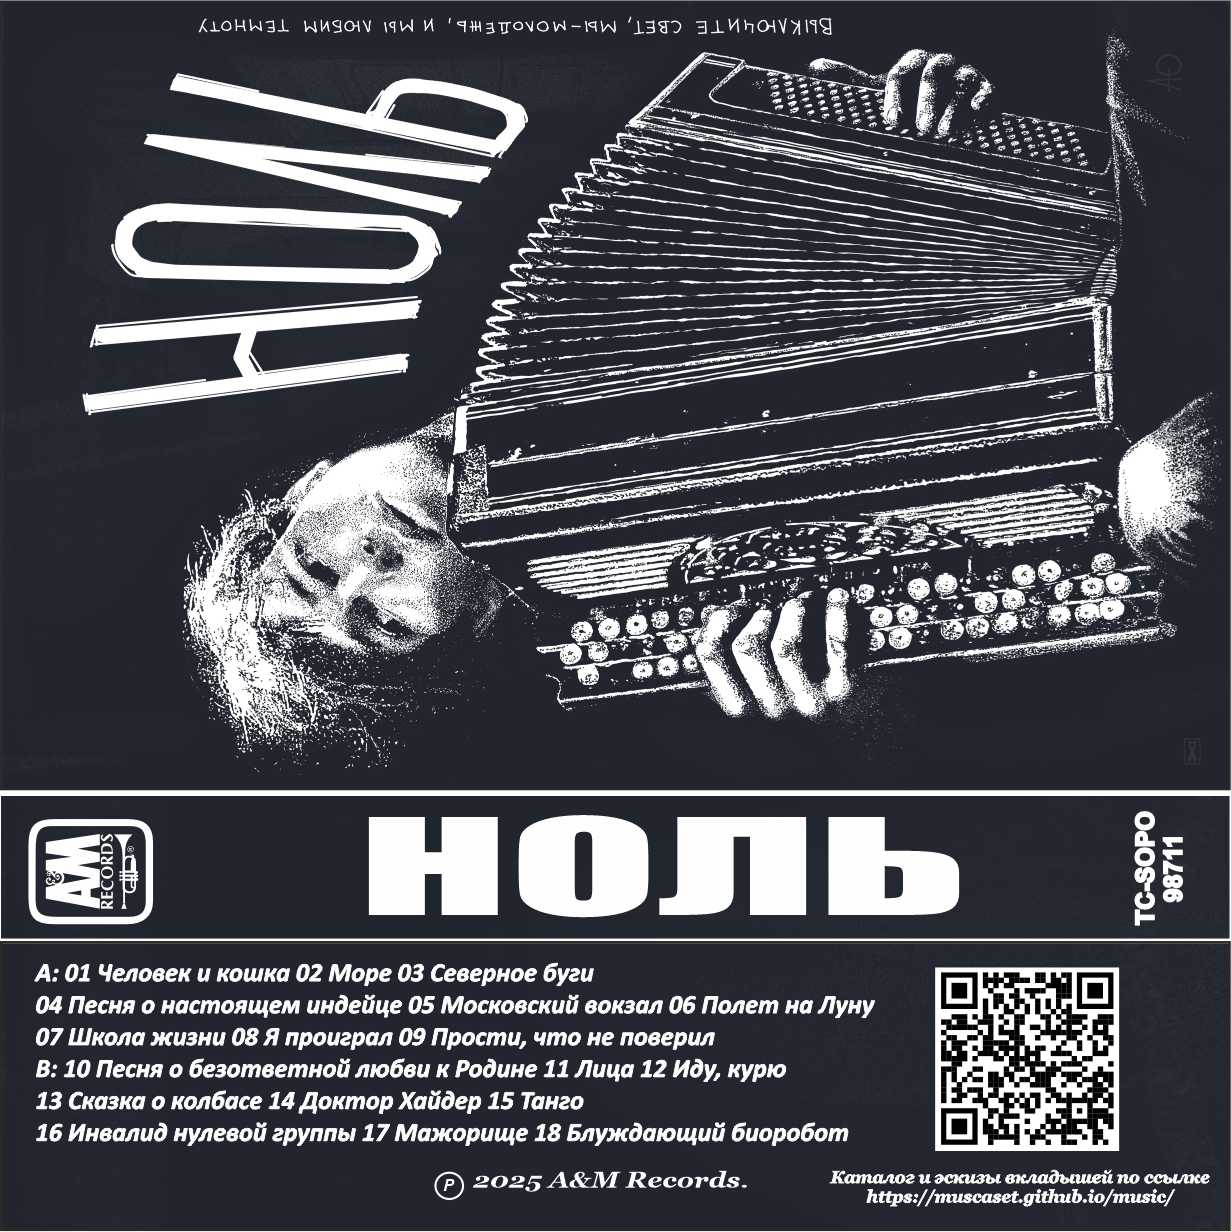 Выключите свет, мы-молодежь, и мы любим темноту
НОЛЬ
A&M
RECORDS
®
НОЛЬ
TC-SOPO
98711
А: 01 Человек и кошка 02 Море 03 Северное буги
04 Песня о настоящем индейце 05 Московский вокзал 06 Полет на Луну
07 Школа жизни 08 Я проиграл 09 Прости, что не поверил
В: 10 Песня о безответной любви к Родине 11 Лица 12 Иду, курю
13 Сказка о колбасе 14 Доктор Хайдер 15 Танго
16 Инвалид нулевой группы 17 Мажорище 18 Блуждающий биоробот
Ⓟ 2025 A&M Records.
Каталог и эскизы вкладышей по ссылке
https://muscaset.github.io/music/